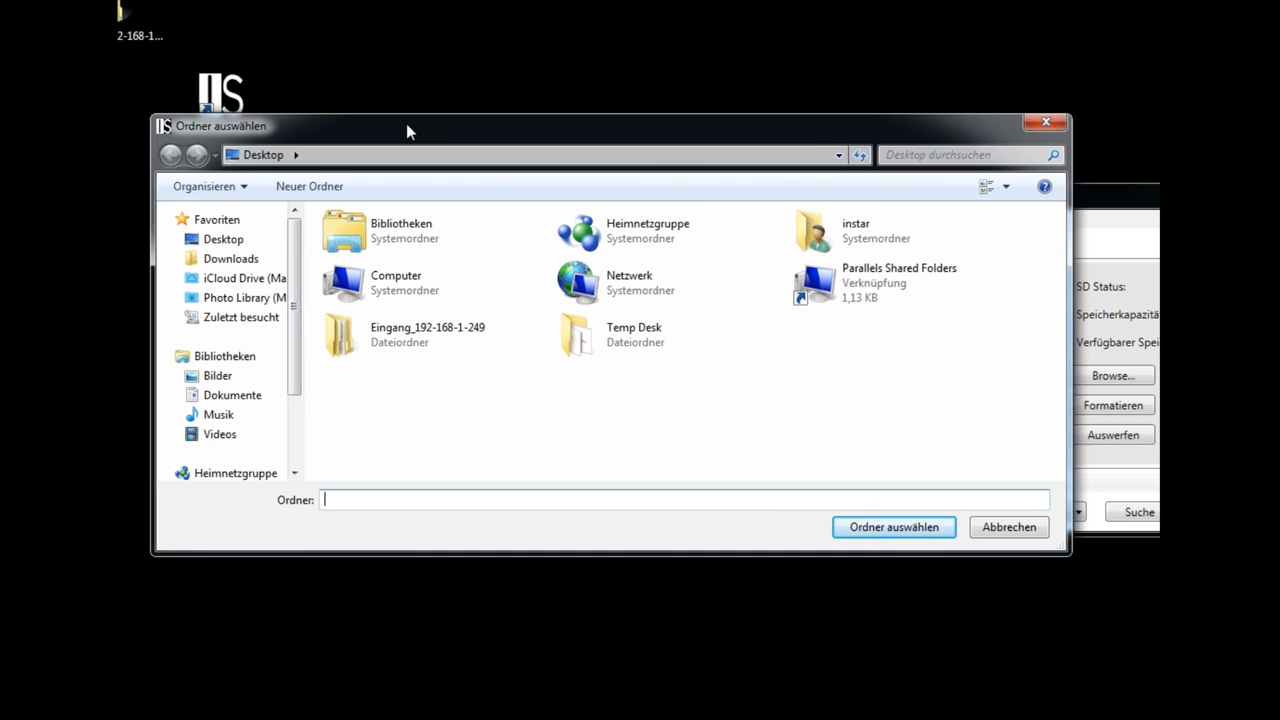 2-168-1...
IS
IS Ordner auswählen
Desktop
Desktop durchsuchen
Organisieren
Neuer Ordner
Favoriten
Desktop
Downloads
iCloud Drive (Ma
Photo Library (M
Zuletzt besucht
Bibliotheken
Bilder
Dokumente
Musik
Videos
Heimnetzgruppe
Bibliotheken
Systemordner
Heimnetzgruppe
Systemordner
instar
Systemordner
Computer
Systemordner
Netzwerk
Systemordner
Parallels Shared Folders
Verknüpfung
1,13 KB
Eingang_192-168-1-249
Dateiordner
Temp Desk
Dateiordner
SD Status:
Speicherkapazitä
Verfügbarer Spei
Browse...
Formatieren
Auswerfen
Suche
Ordner:
Ordner auswählen
Abbrechen